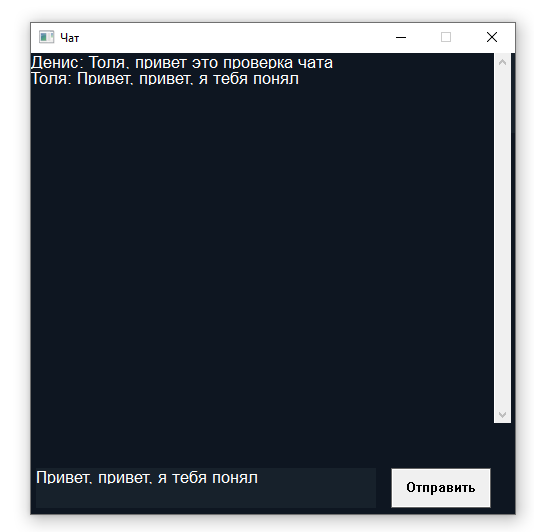 Чат
Денис: Толя, привет это проверка чата
Толя: Привет, привет, я тебя понял
Привет, привет, я тебя понял
Отправить